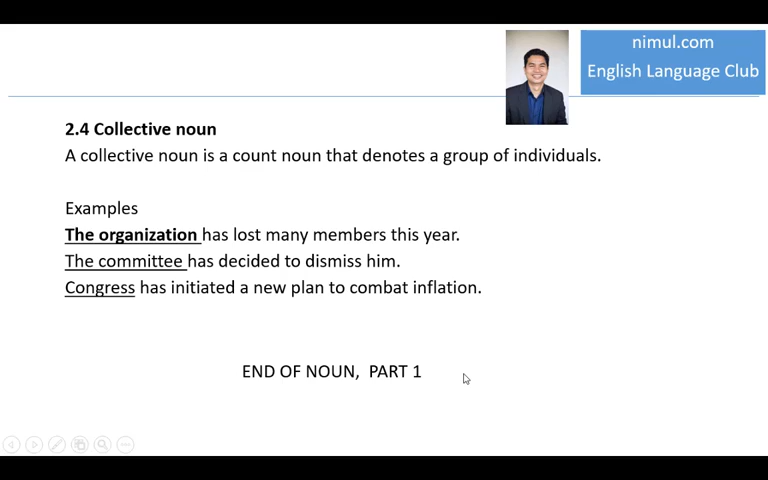 nimul.com
English Language Club
2.4 Collective noun
A collective noun is a count noun that denotes a group of individuals.
Examples
The organization has lost many members this year.
The committee has decided to dismiss him.
Congress has initiated a new plan to combat inflation.
END OF NOUN, PART 1